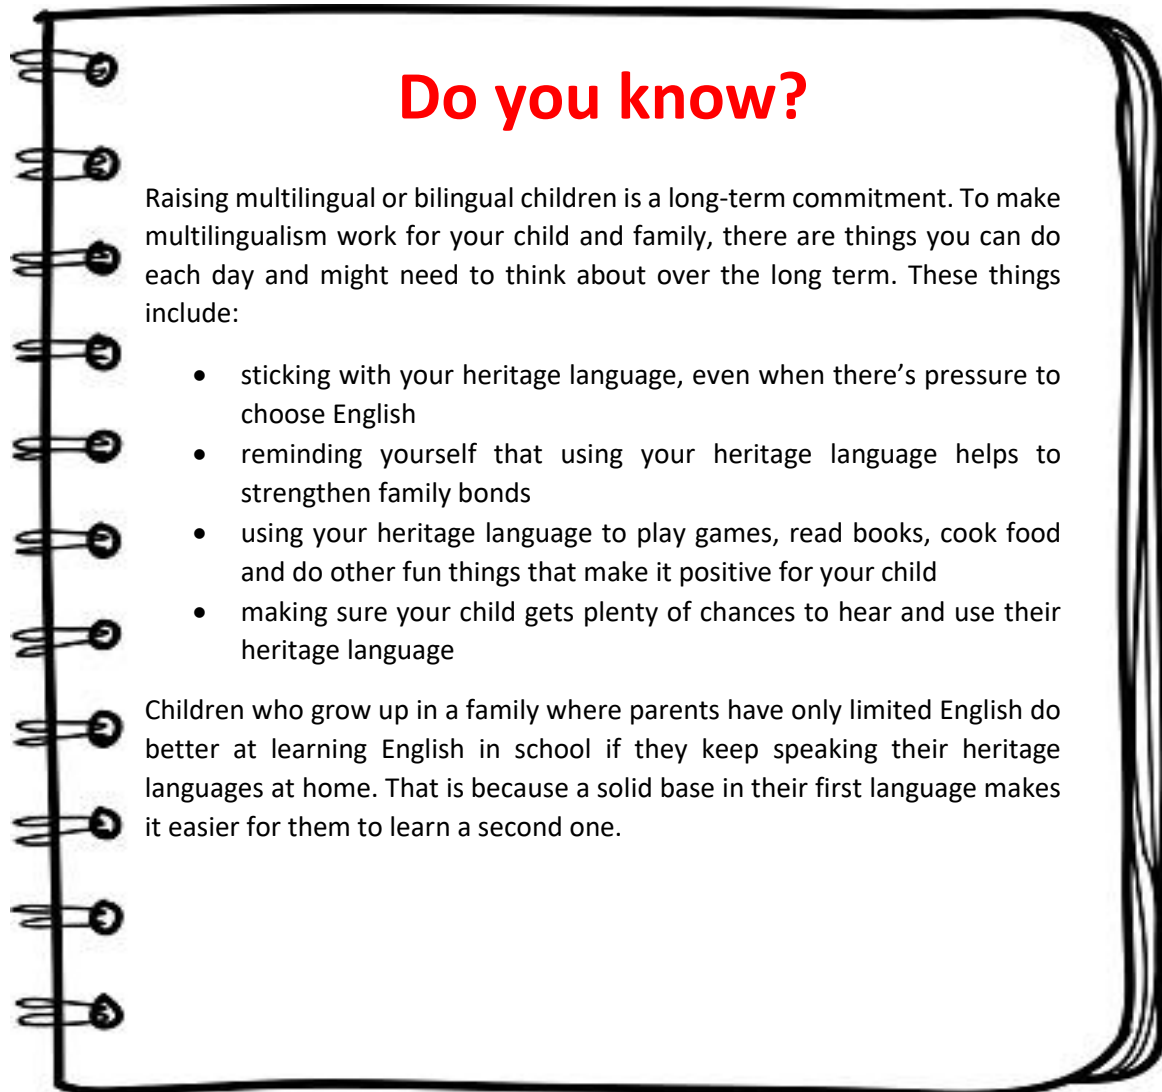 Do you know?
Raising multilingual or bilingual children is a long-term commitment. To make
multilingualism work for your child and family, there are things you can do
each day and might need to think about over the long term. These things
include:
• sticking with your heritage language, even when there’s pressure to
choose English
• reminding yourself that using your heritage language helps to
strengthen family bonds
• using your heritage language to play games, read books, cook food
and do other fun things that make it positive for your child
• making sure your child gets plenty of chances to hear and use their
heritage language
Children who grow up in a family where parents have only limited English do
better at learning English in school if they keep speaking their heritage
languages at home. That is because a solid base in their first language makes
it easier for them to learn a second one.